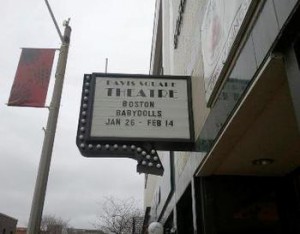 DAVIS SQUARE
THEATRE
BOSTON
BABYDOLLS
JAN 26 - FEB 14